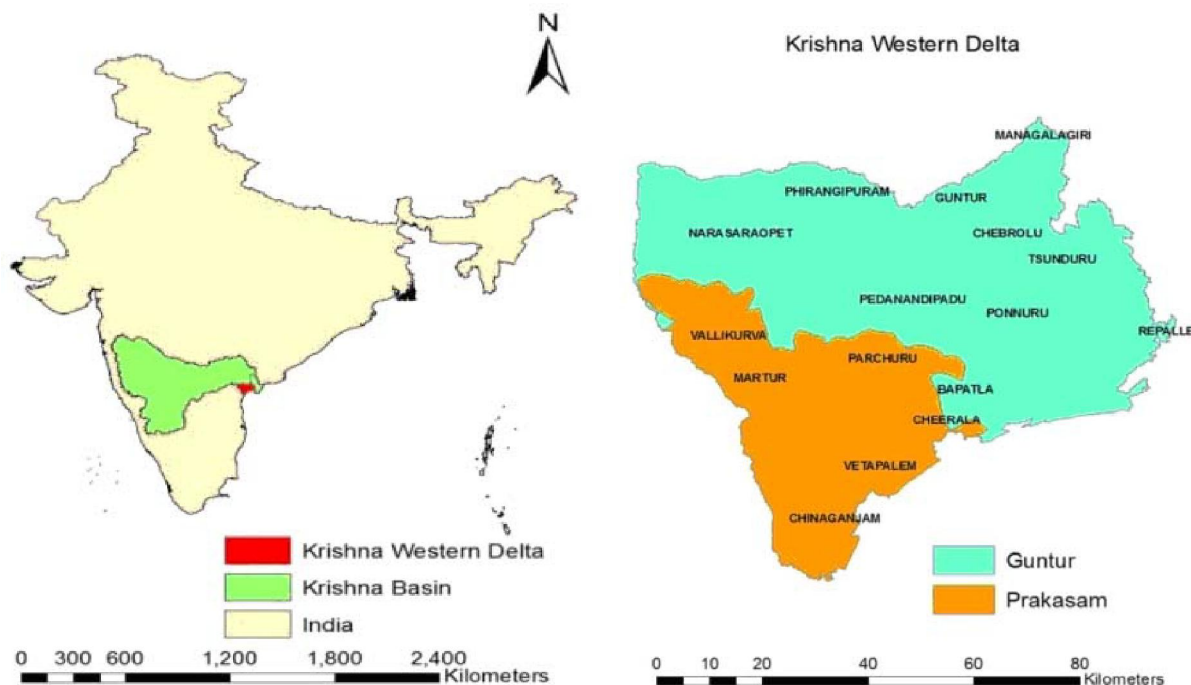 N
Krishna Western Delta
Krishna Basin
India
0 300 600 1,200 1,800 2,400
Kilometers
Krishna Western Delta
MANAGALAGIRI
PHIRANGIPURAM
GUNTUR
NARASARAOPET
CHEBROLU
TSUNDURU
PEDANANDIPADU
PONNURU
REPALLE
VALLIKURVA
PARCHURU
MARTUR
BAPATLA
CHEERALA
VETAPALEM
CHINAGANJAM
Guntur
Prakasam
0 10 20 40 60 80
Kilometers